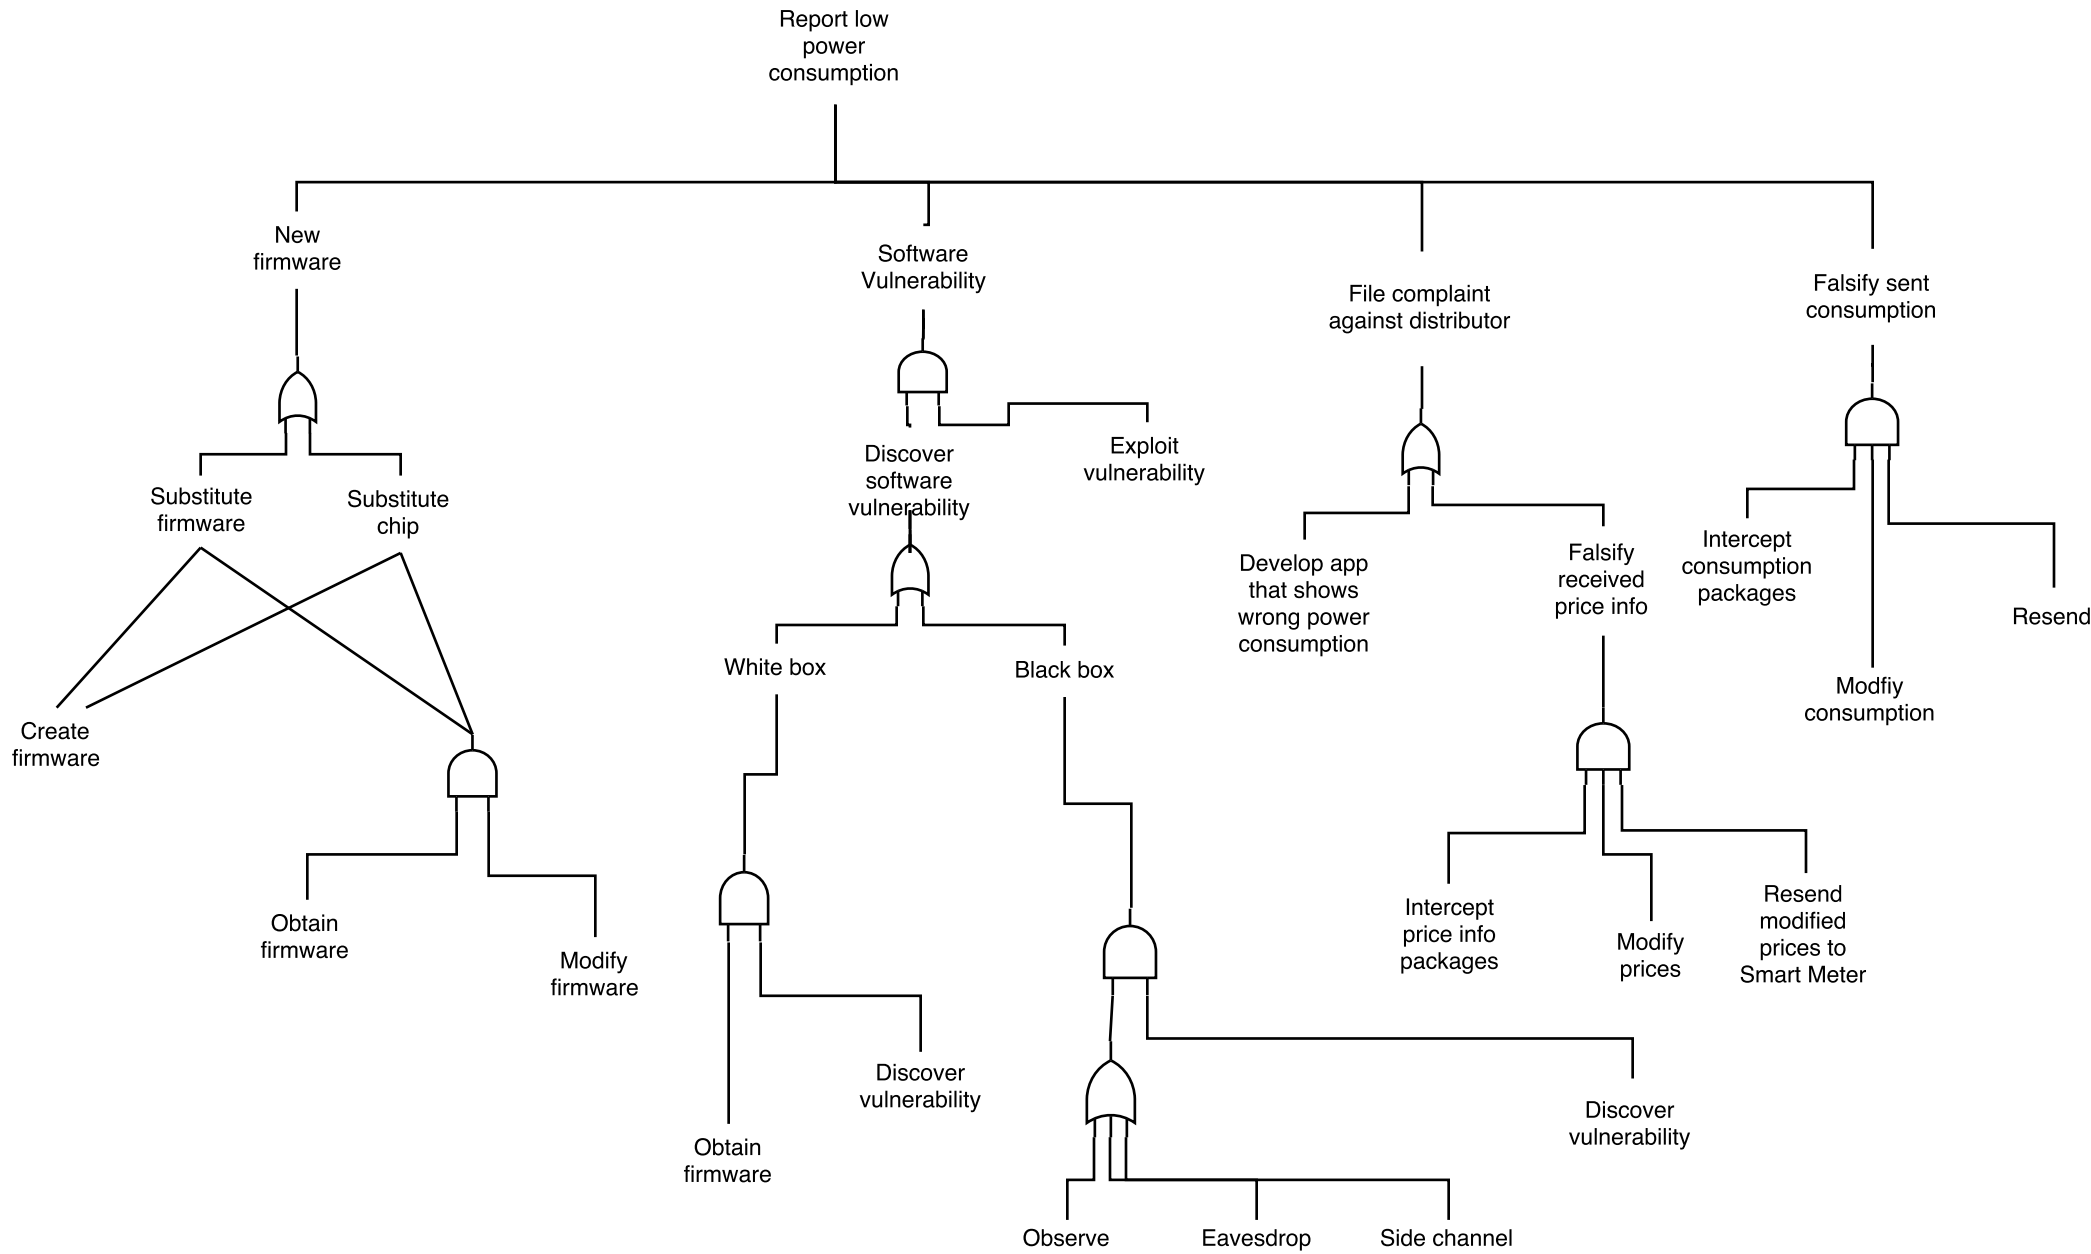 Report low
power
consumption
New
firmware
Software
Vulnerability
File complaint
against distributor
Falsify sent
consumption
Substitute
firmware
Substitute
chip
Discover
software
vulnerability
Exploit
vulnerability
Develop app
that shows
wrong power
consumption
Falsify
received
price info
Intercept
consumption
packages
Resend
Modfiy
consumption
White box
Black box
Create
firmware
Obtain
firmware
Modify
firmware
Intercept
price info
packages
Modify
prices
Resend
modified
prices to
Smart Meter
Discover
vulnerability
Obtain
firmware
Discover
vulnerability
Observe
Eavesdrop
Side channel